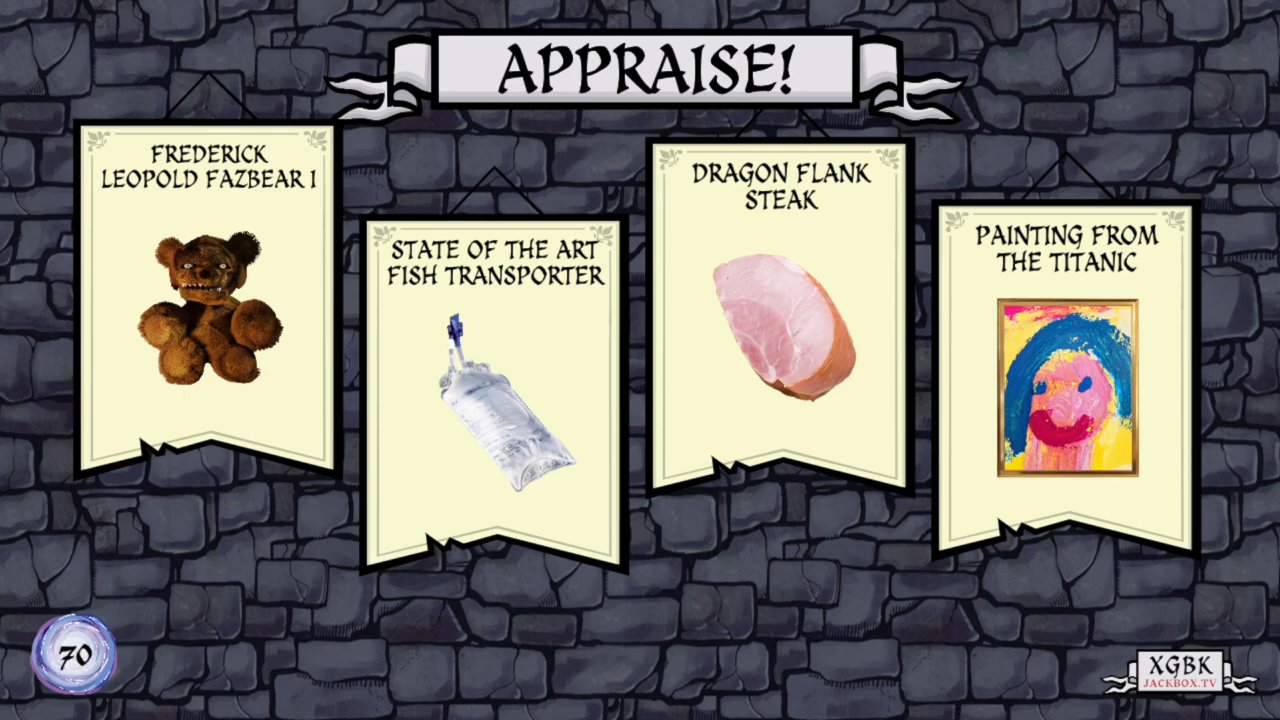 APPRAISE!
FREDERICK
LEOPOLD FAZBEAR I
STATE OF THE ART
FISH TRANSPORTER
DRAGON FLANK
STEAK
PAINTING FROM
THE TITANIC
70
XGBK
JACKBOX.TV